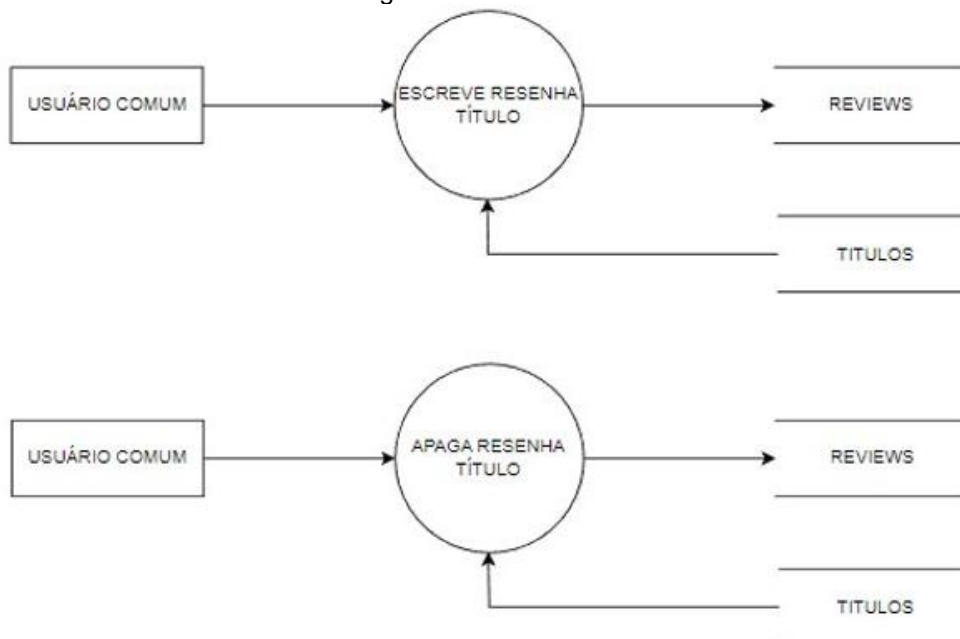 USUÁRIO COMUM
ESCREVE RESENHA
TÍTULO
REVIEWS
TITULOS
USUÁRIO COMUM
APAGA RESENHA
TÍTULO
REVIEWS
TITULOS